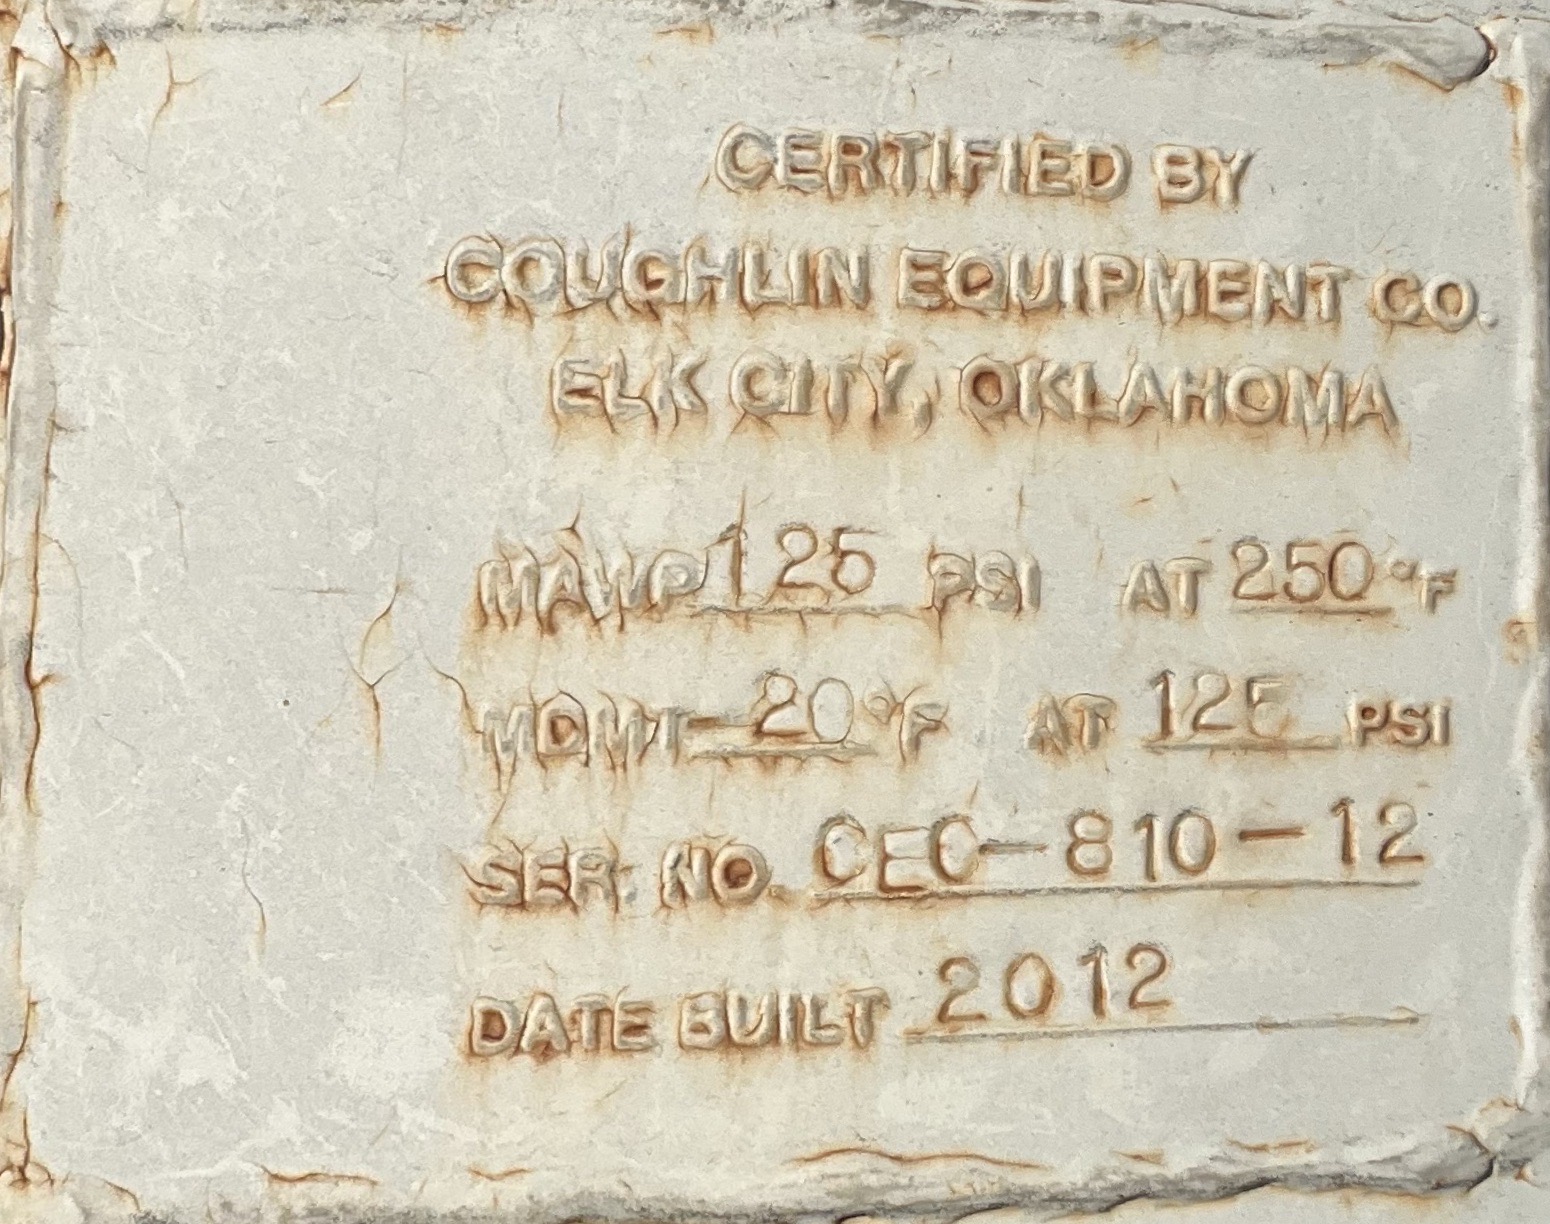 CERTIFIED BY
COUGHLIN EQUIPMENT CO.
ELK CITY, OKLAHOMA
MAWP 125 PSI AT 250 °F
MDMT -20 °F AT 125 PSI
SER. NO. CEC-810-12
DATE BUILT 2012